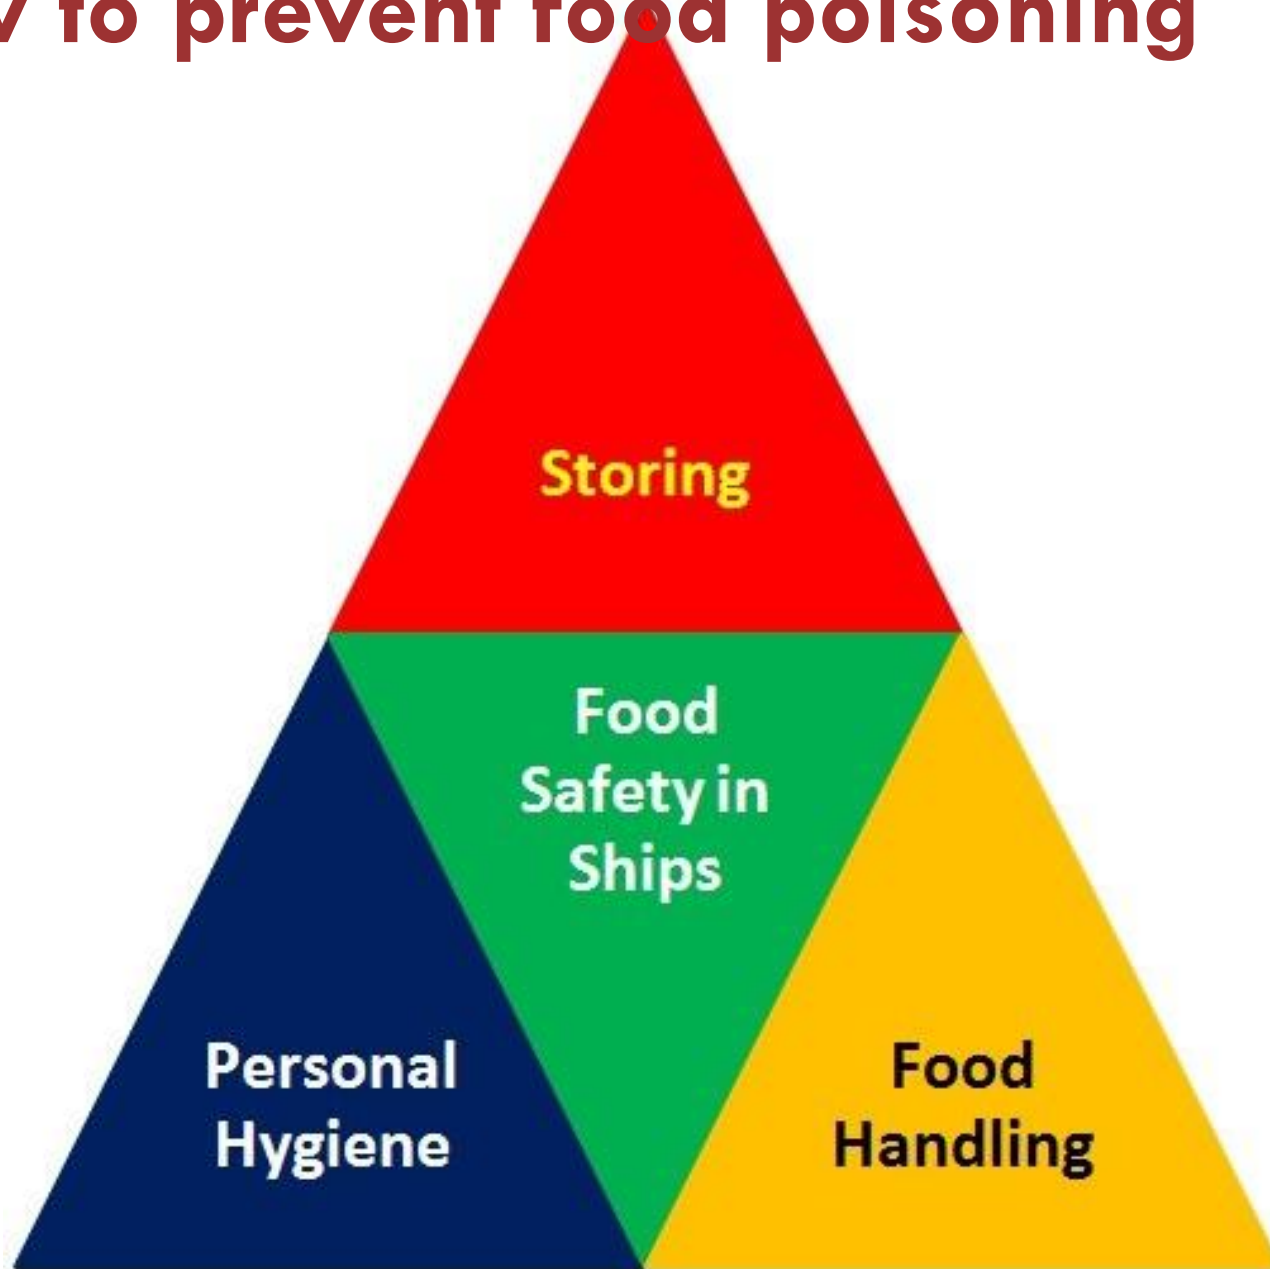 to prevent food poisoning
Storing
Food
Safety in
Ships
Personal
Hygiene
Food
Handling